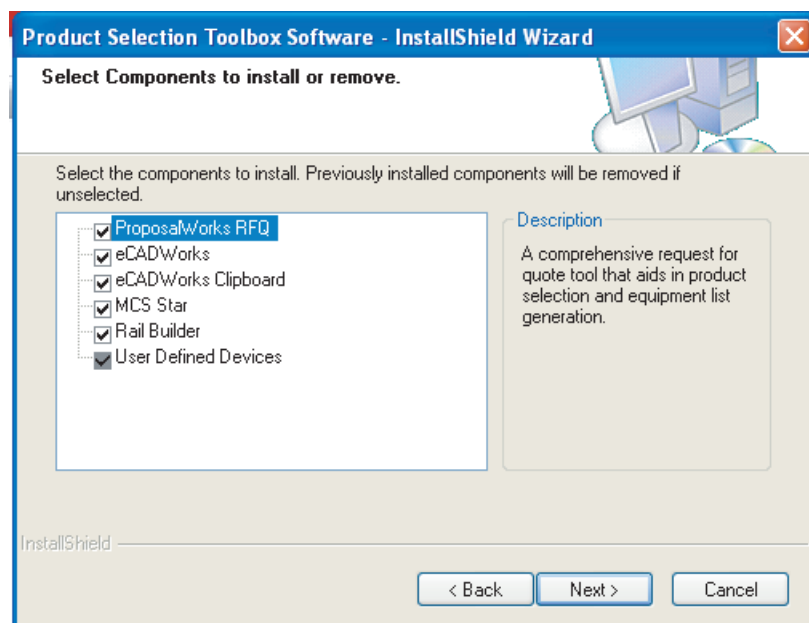 Product Selection Toolbox Software - InstallShield Wizard
Select Components to install or remove.
Select the components to install. Previously installed components will be removed if
unselected.
ProposalWorks RFQ
eCADWorks
eCADWorks Clipboard
MCS Star
Rail Builder
User Defined Devices
Description
A comprehensive request for
quote tool that aids in product
selection and equipment list
generation.
InstallShield
< Back
Next >
Cancel